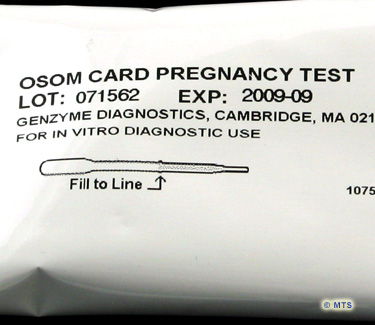 OSOM CARD PREGNANCY TEST
LOT: 071562 EXP: 2009-09
GENZYME DIAGNOSTICS, CAMBRIDGE, MA 021
FOR IN VITRO DIAGNOSTIC USE
Fill to Line
1075
© MTS